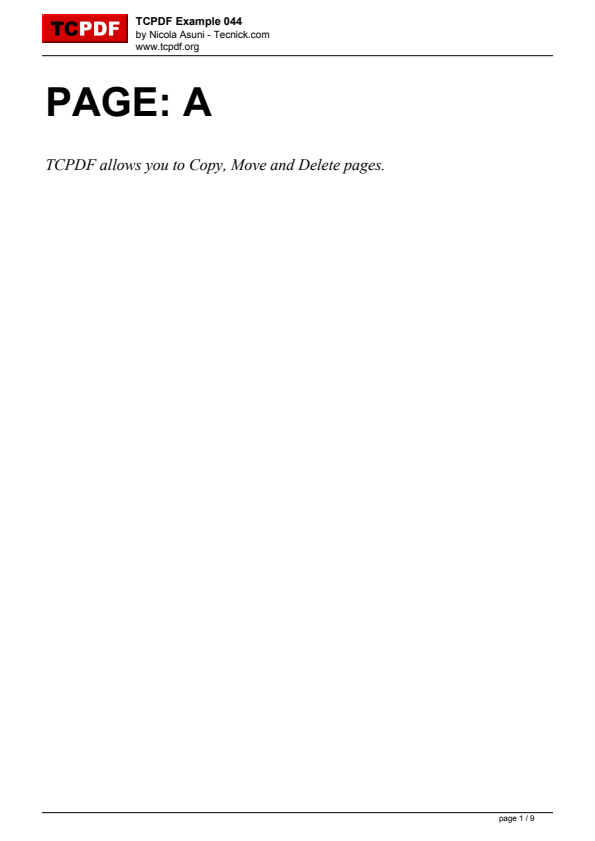 TCPDF
TCPDF Example 044
by Nicola Asuni - Tecnick.com
www.tcpdf.org
PAGE: A
TCPDF allows you to Copy, Move and Delete pages.
page 1 / 9